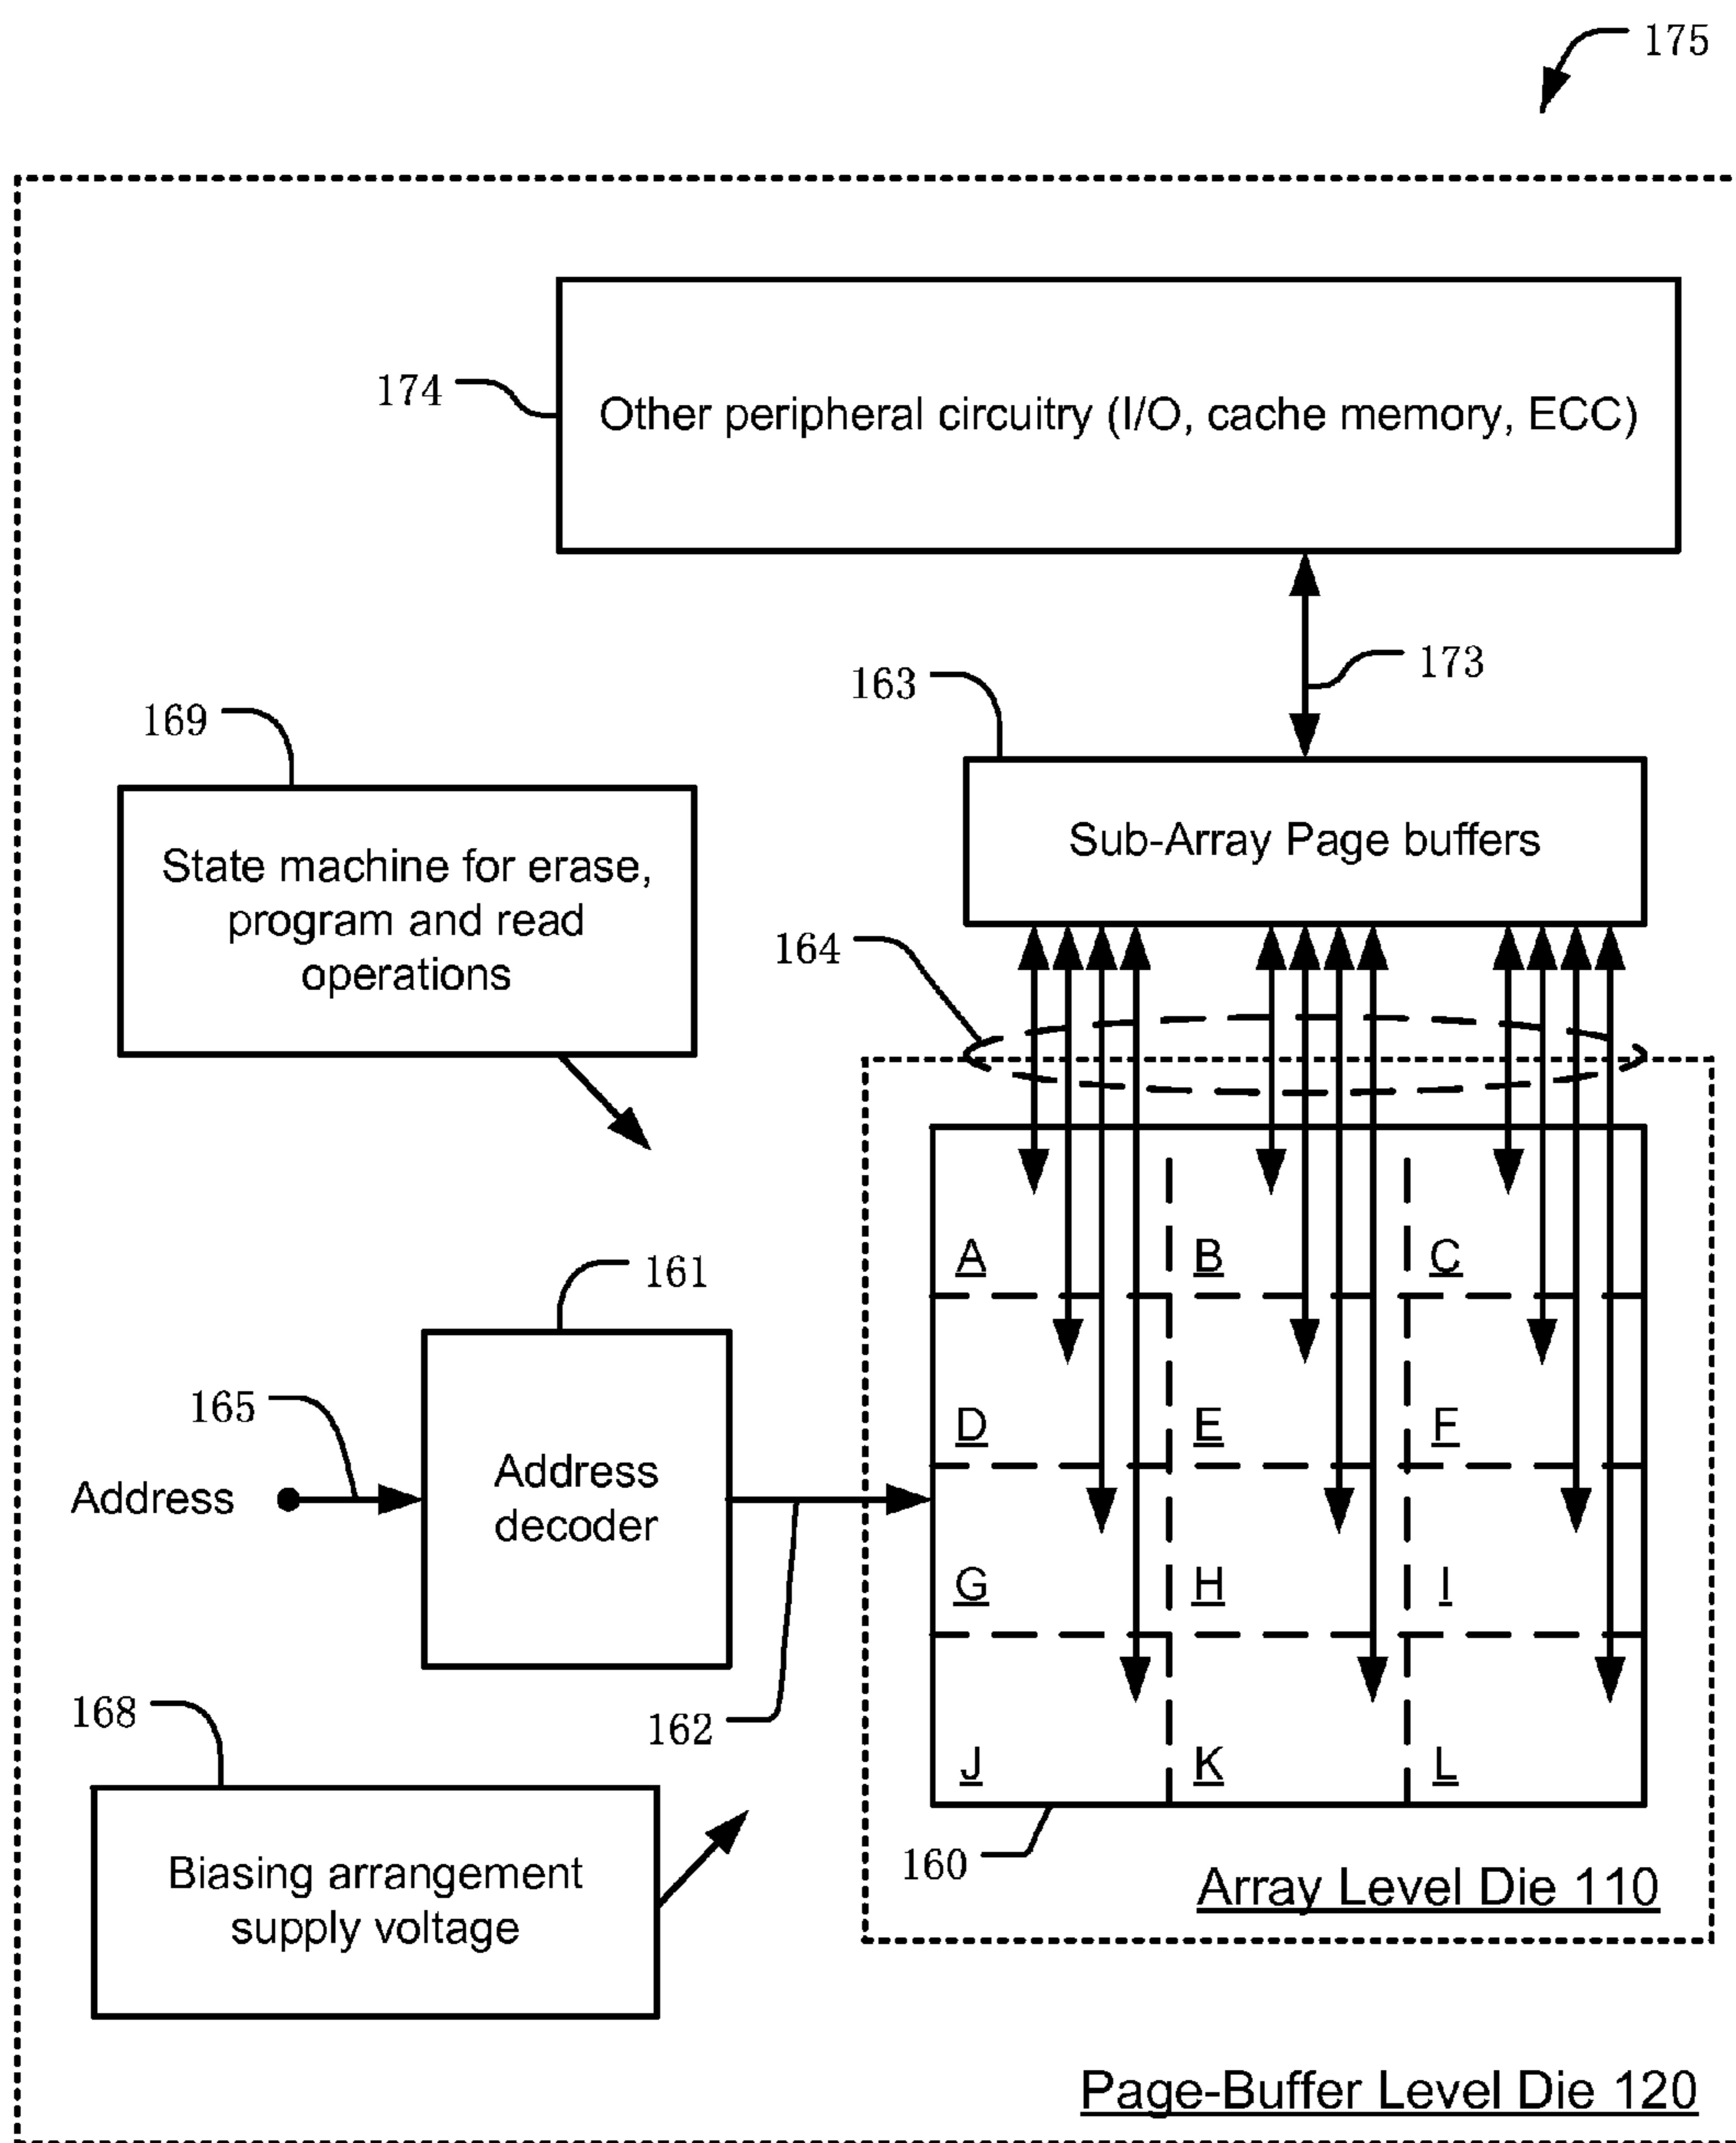 175
174
Other peripheral circuitry (I/O, cache memory, ECC)
173
163
169
Sub-Array Page buffers
State machine for erase,
program and read
operations
164
A B C
161
165
D E F
Address
Address
decoder
G H I
168
162
J K L
160
Biasing arrangement
supply voltage
Array Level Die 110
Page-Buffer Level Die 120